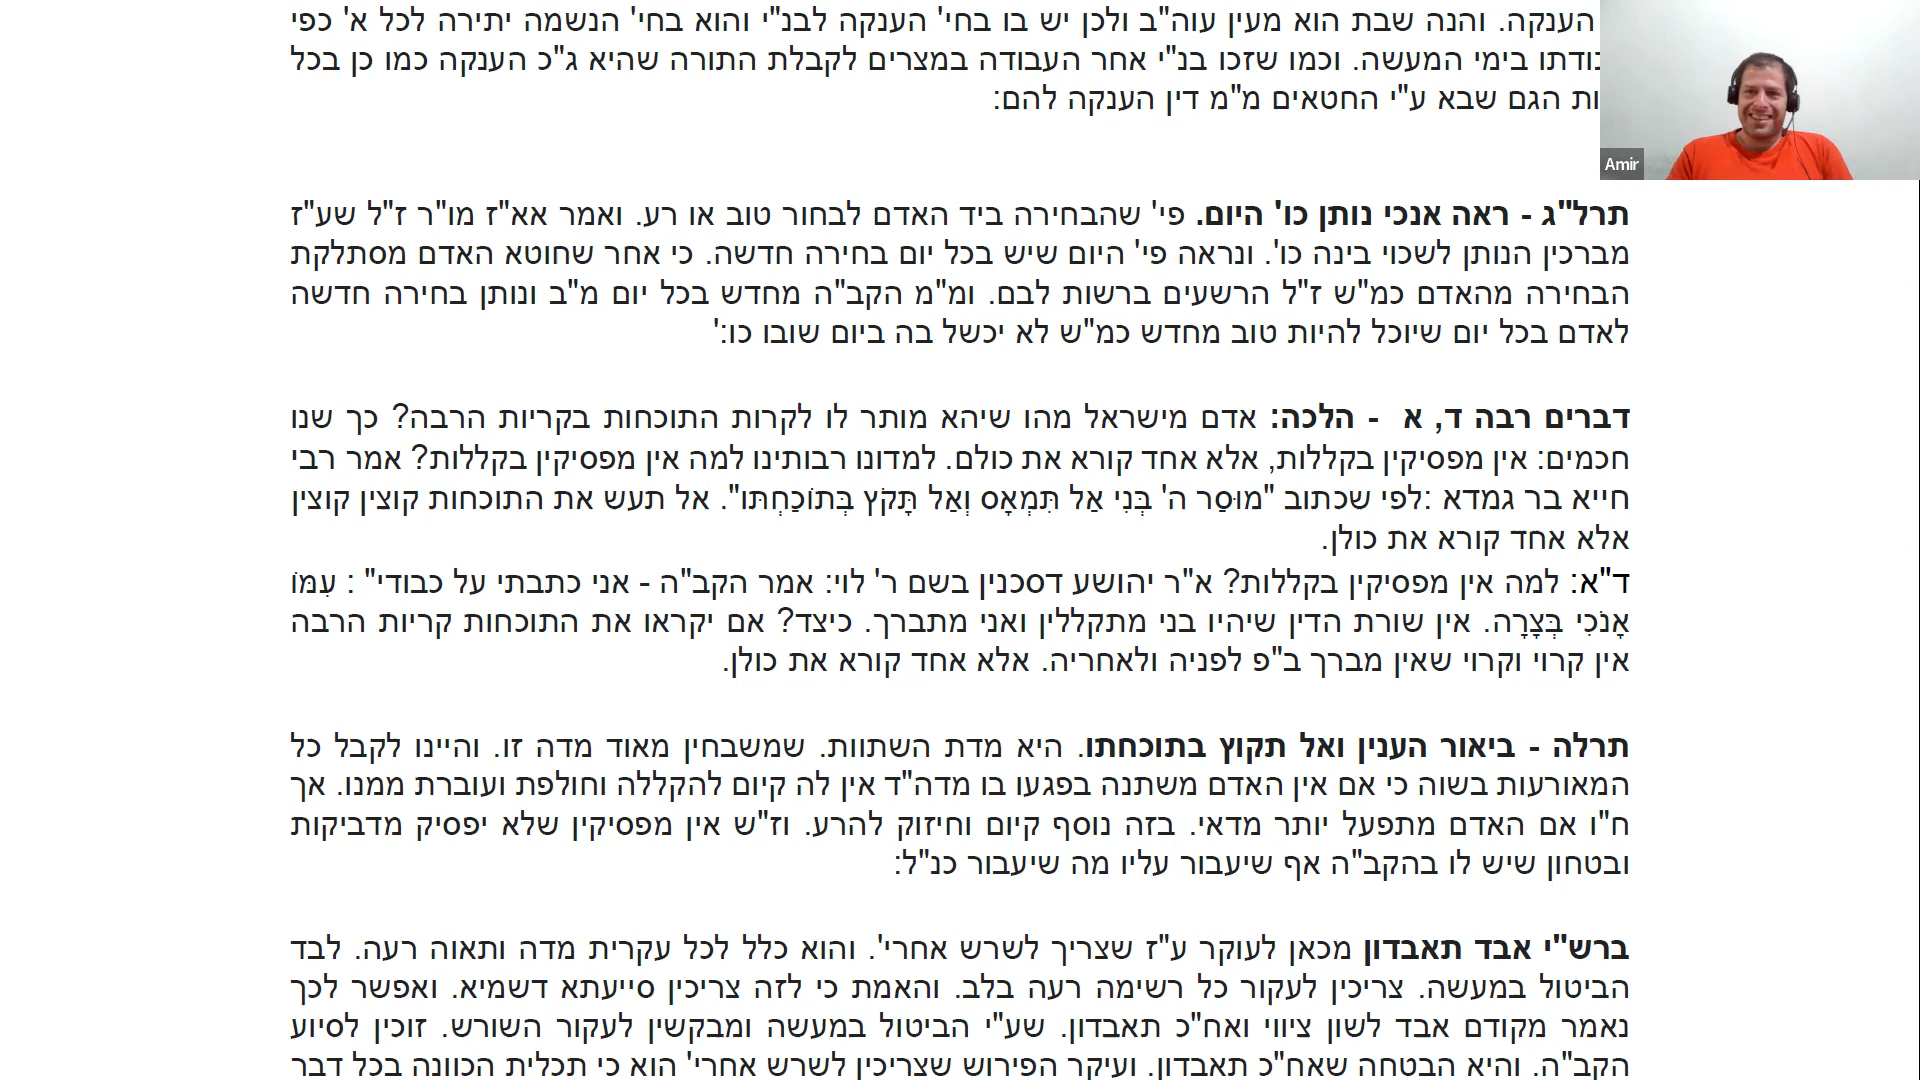 הענקה. והנה שבת הוא מעין עוה"ב ולכן יש בו בחי' הענקה לבנ"י והוא בחי' הנשמה יתירה לכל א' כפי
בימי המעשה. וכמו שזכו בנ"י אחר העבודה במצרים לקבלת התורה שהיא ג"כ הענקה כמו כן בכל
הגם שבא ע"י החטאים מ"מ דין הענקה להם:
Amir
תרל"ג - ראה אנכי נותן כו' היום. פי' שהבחירה ביד האדם לבחור טוב או רע. ואמר אא"ז מו"ר ז"ל שע"ז
מברכין הנותן לשכוי בינה כו'. ונראה פי' היום שיש בכל יום בחירה חדשה. כי אחר שחוטא האדם מסתלקת
הבחירה מהאדם כמ"ש ז"ל הרשעים ברשות לבם. ומ"מ הקב"ה מחדש בכל יום מ"ב ונותן בחירה חדשה
לאדם בכל יום שיוכל להיות טוב מחדש כמ"ש לא יכשל בה ביום שובו כו:'
דברים רבה ד, א - הלכה: אדם מישראל מהו שיהא מותר לו לקרות התוכחות בקריות הרבה? כך שנו
חכמים: אין מפסיקין בקללות, אלא אחד קורא את כולם. למדונו רבותינו למה אין מפסיקין בקללות? אמר רבי
חייא בר גמדא :לפי שכתוב "מוּסַר ה' בְּנִי אַל תִּמְאָס וְאַל תָּקֹץ בְּתוֹכַחְתּוֹ". אל תעש את התוכחות קוצין קוצין
אלא אחד קורא את כולן.
ד"א: למה אין מפסיקין בקללות? א"ר יהושע דסכנין בשם ר' לוי: אמר הקב"ה - אני כתבתי על כבודי" : עִמּוֹ
אָנֹכִי בְּצָרָה. אין שורת הדין שיהיו בני מתקללין ואני מתברך. כיצד? אם יקראו את התוכחות קריות הרבה
אין קרוי וקרוי שאין מברך ב"פ לפניה ולאחריה. אלא אחד קורא את כולן.
תרלה - ביאור הענין ואל תקוץ בתוכחתו. היא מדת השתוות. שמשבחין מאוד מדה זו. והיינו לקבל כל
המאורעות בשוה כי אם אין האדם משתנה בפגעו בו מדה"ד אין לה קיום להקללה וחולפת ועוברת ממנו. אך
ח"ו אם האדם מתפעל יותר מדאי. בזה נוסף קיום וחיזוק להרע. וז"ש אין מפסיקין שלא יפסיק מדביקות
ובטחון שיש לו בהקב"ה אף שיעבור עליו מה שיעבור כנ"ל:
ברש"י אבד תאבדון מכאן לעוקר ע"ז שצריך לשרש אחרי'. והוא כלל לכל עקרית מדה ותאוה רעה. לבד
הביטול במעשה. צריכין לעקור כל רשימה רעה בלב. והאמת כי לזה צריכין סייעתא דשמיא. ואפשר לכך
נאמר מקודם אבד לשון ציווי ואח"כ תאבדון. שע"י הביטול במעשה ומבקשין לעקור השורש. זוכין לסיוע
הקב"ה. והיא הבטחה שאח"כ תאבדון. ועיקר הפירוש שצריכין לשרש אחרי' הוא כי תכלית הכוונה בכל דבר